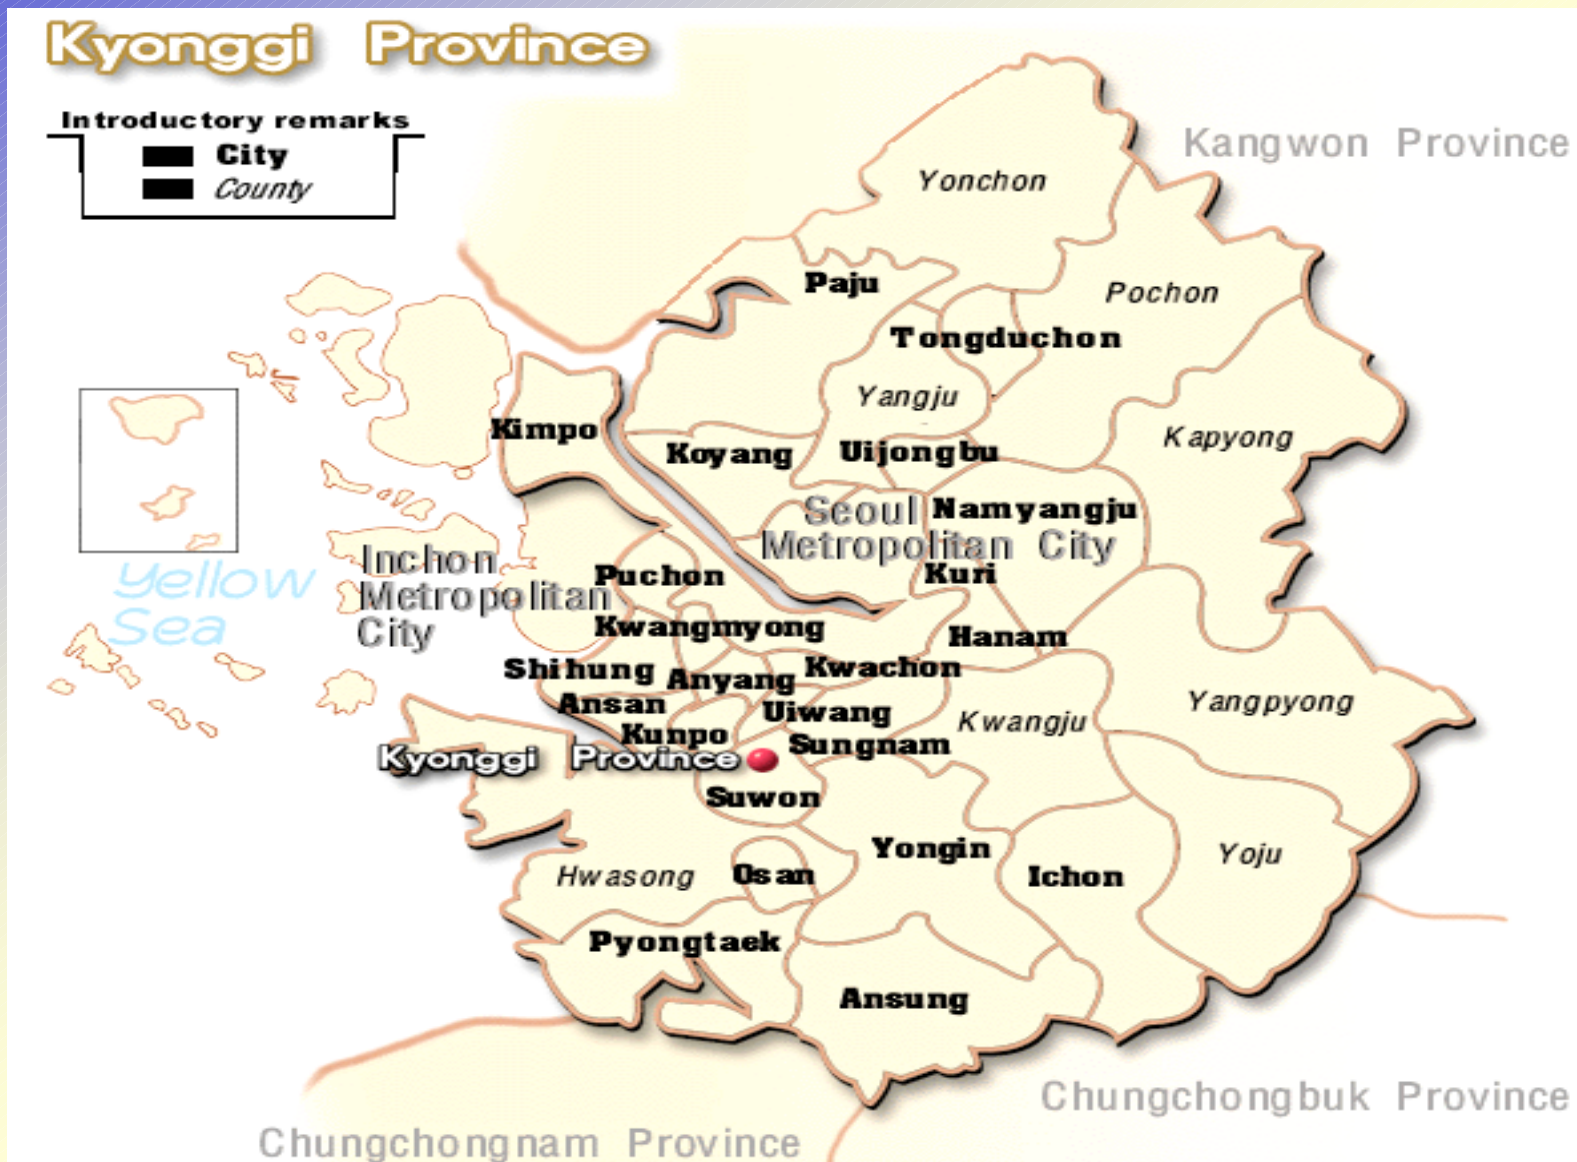 Kyonggi Province
Introductory remarks
City
County
Kangwon Province
Yonchon
Paju
Pochon
Tongduchon
Yangju
Kimpo
Koyang
Uijongbu
Kapyong
Seoul
Metropolitan City
Namyangju
Inchon
Metropolitan
City
Yellow
Sea
Puchon
Kuri
Kwangmyong
Hanam
Shihung
Anyang
Kwachon
Ansan
Uiwang
Kwangju
Yangpyong
Kunpo
Sungnam
Kyonggi Province
Suwon
Yongin
Ichon
Yoju
Hwasong
Osan
Pyongtaek
Ansung
Chungchongbuk Province
Chungchongnam Province